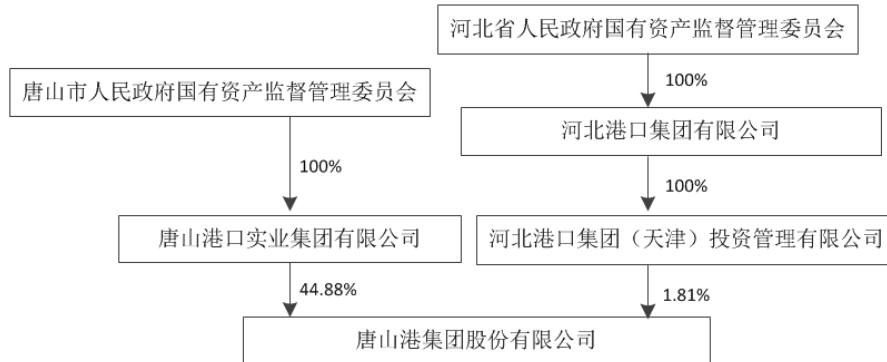 河北省人民政府国有资产监督管理委员会
唐山市人民政府国有资产监督管理委员会
100%
河北港口集团有限公司
100%
100%
唐山港口实业集团有限公司
河北港口集团（天津）投资管理有限公司
44.88%
1.81%
唐山港集团股份有限公司